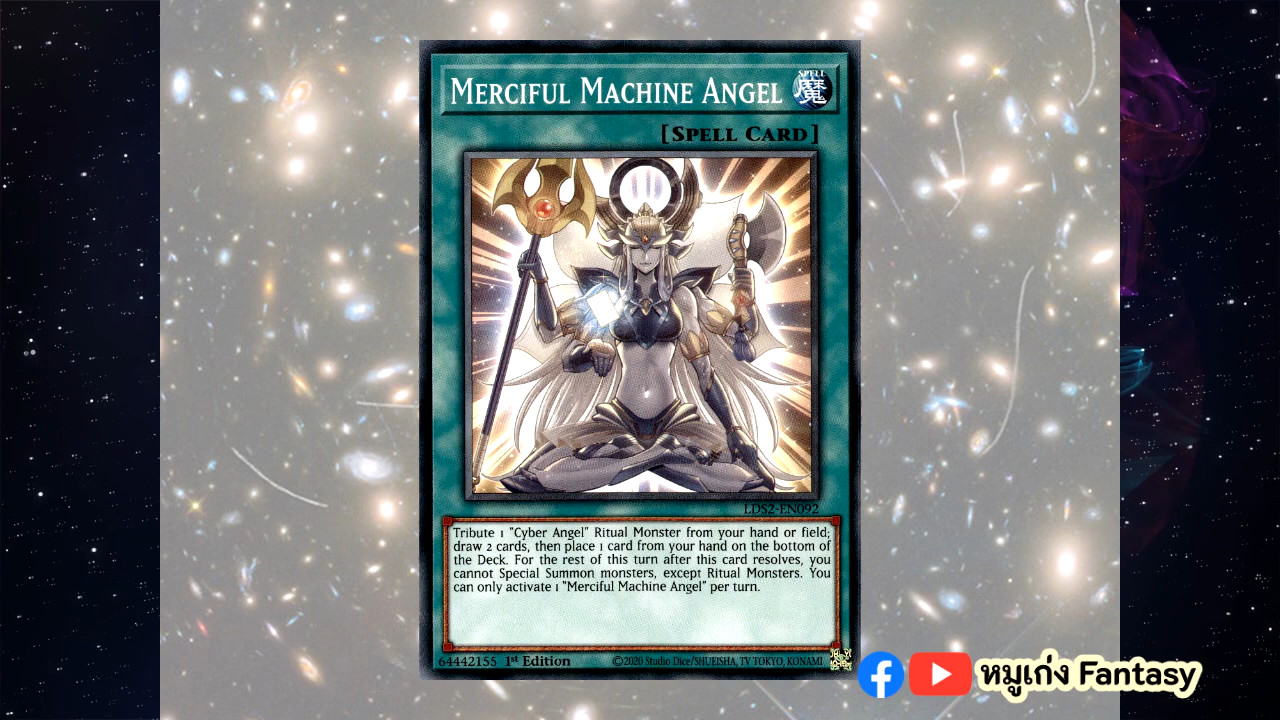 MERCIFUL MACHINE ANGEL
SPELL
魔
[SPELL CARD]
LDS2-EN092
Tribute 1 "Cyber Angel" Ritual Monster from your hand or field;
draw 2 cards, then place 1 card from your hand on the bottom of
the Deck. For the rest of this turn after this card resolves, you
cannot Special Summon monsters, except Ritual Monsters. You
can only activate 1 "Merciful Machine Angel" per turn.
64442155 1st Edition ©2020 Studio Dice/SHUEISHA, TV TOKYO, KONAMI
หมูเก่ง Fantasy